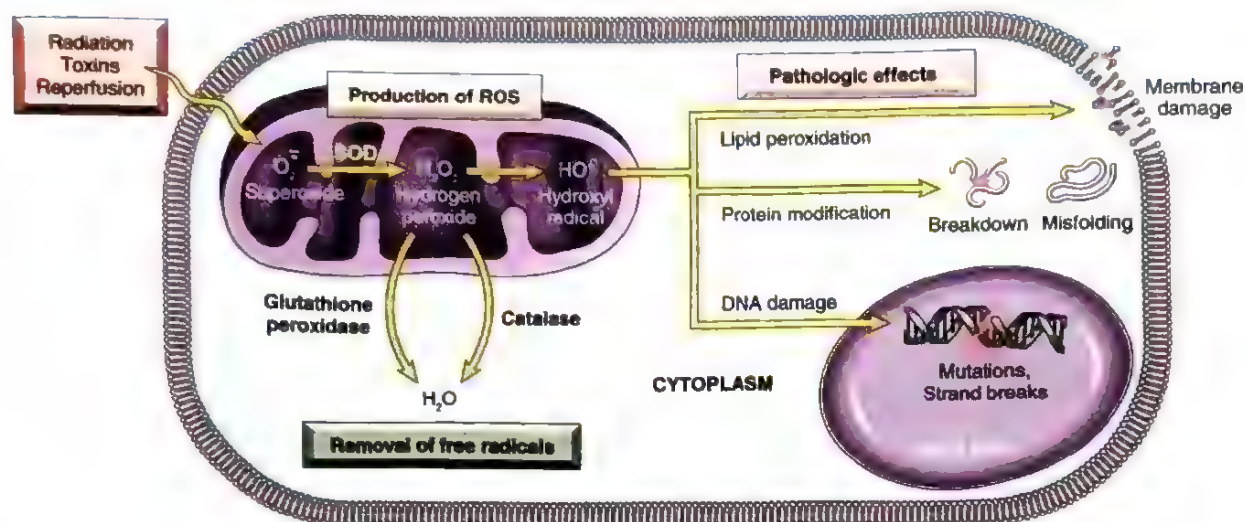 Radiation
Toxins
Reperfusion
Production of ROS
Pathologic effects
Membrane
damage
SOD
Superoxide
Hydrogen
peroxide
HO
Hydroxyl
radical
Lipid peroxidation
Protein modification
Breakdown Misfolding
Glutathione
peroxidase
Catalase
DNA damage
CYTOPLASM
Mutations,
Strand breaks
H₂O
Removal of free radicals